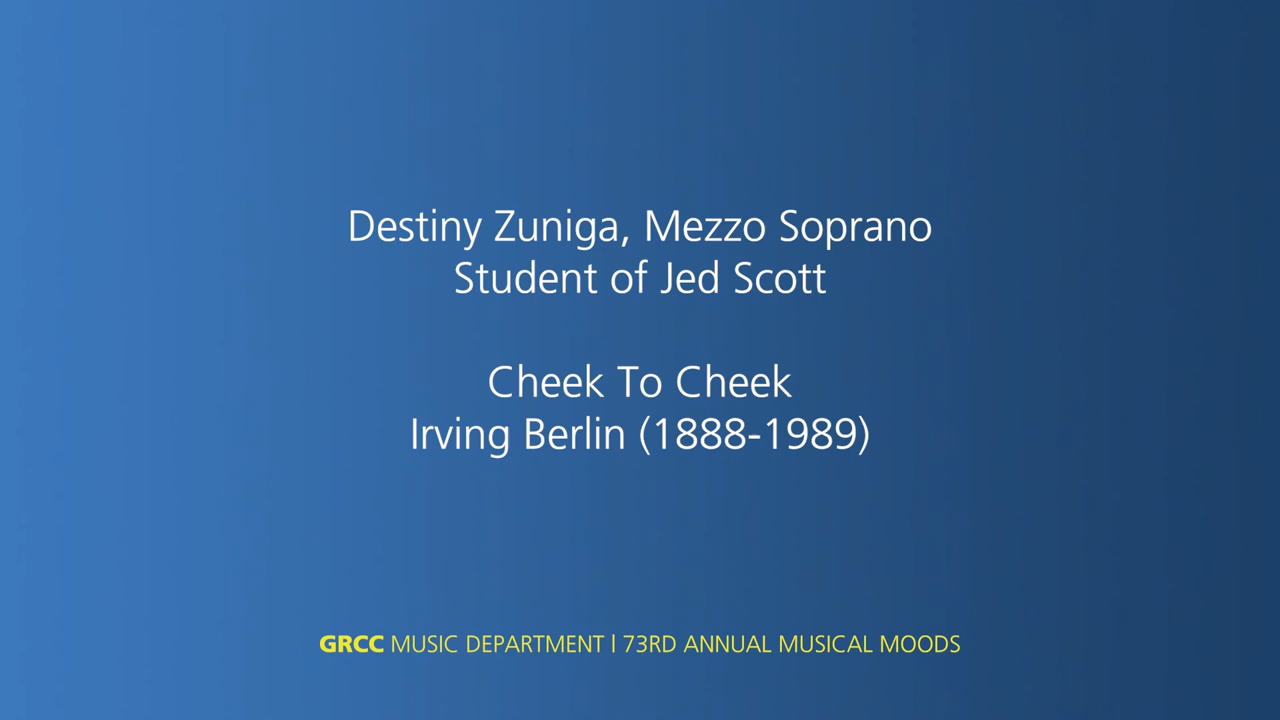 Destiny Zuniga, Mezzo Soprano
Student of Jed Scott
Cheek To Cheek
Irving Berlin (1888-1989)
GRCC MUSIC DEPARTMENT | 73RD ANNUAL MUSICAL MOODS